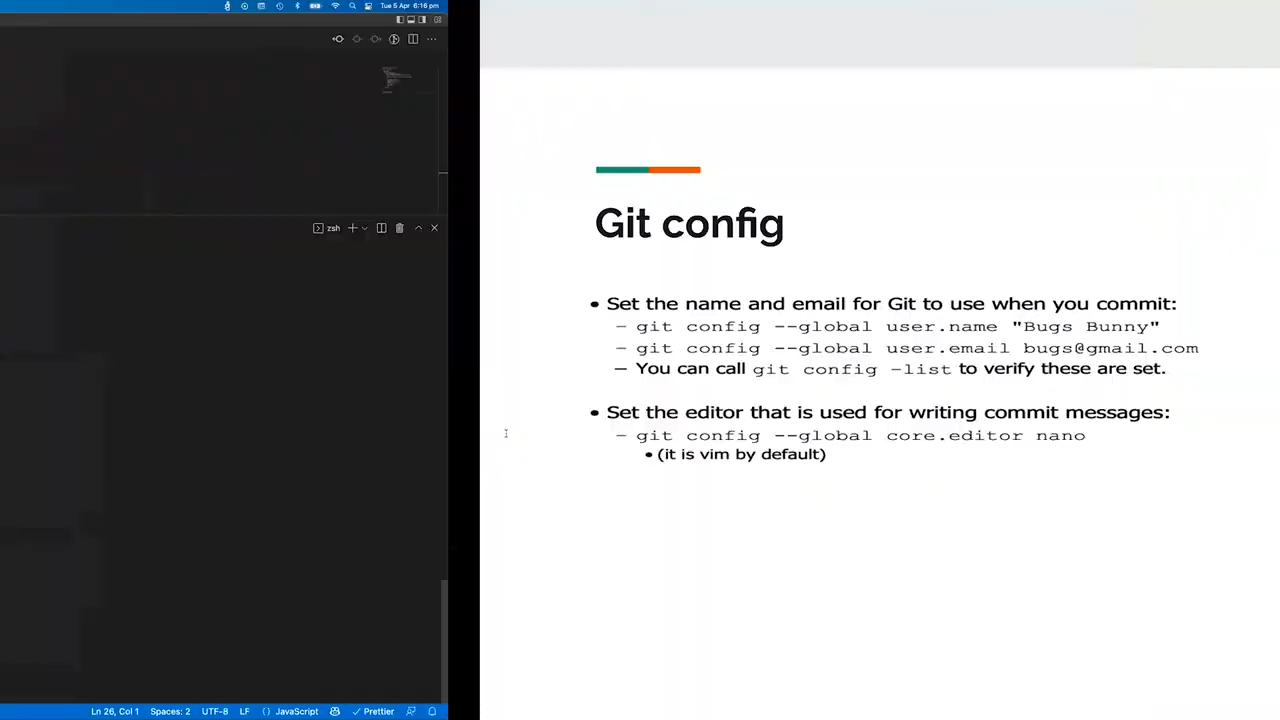 Tue 5 Apr 6:16 pm
zsh
Ln 26, Col 1 Spaces: 2 UTF-8 LF {} JavaScript Prettier
Git config
• Set the name and email for Git to use when you commit:
– git config --global user.name "Bugs Bunny"
– git config --global user.email bugs@gmail.com
– You can call git config –list to verify these are set.
• Set the editor that is used for writing commit messages:
– git config --global core.editor nano
• (it is vim by default)